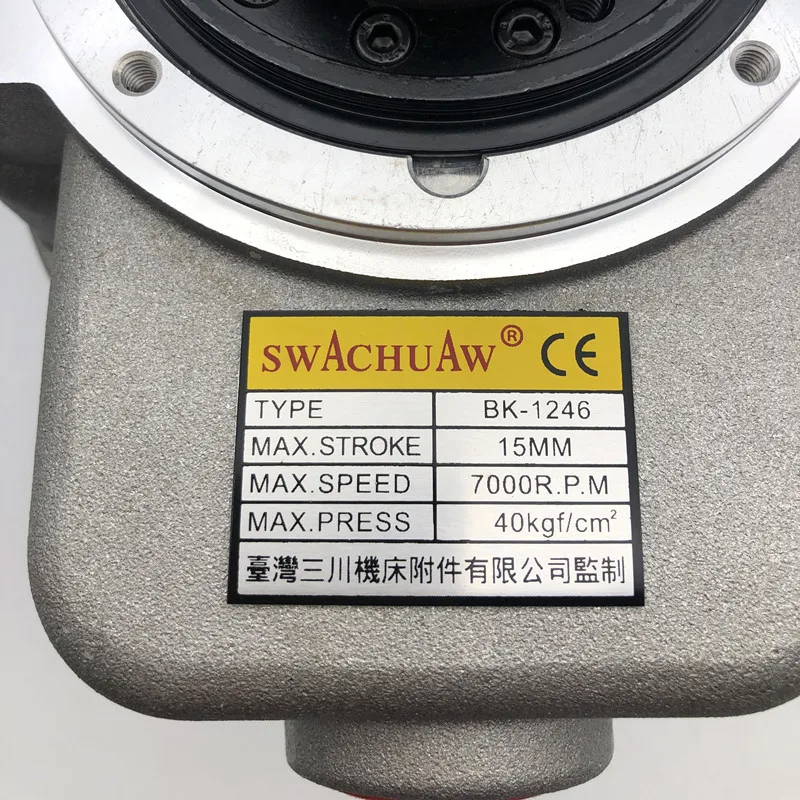 SWACHUAW® CE
TYPE BK-1246
MAX.STROKE 15MM
MAX.SPEED 7000R.P.M
MAX.PRESS 40kgf/cm²
臺灣三川機床附件有限公司監制